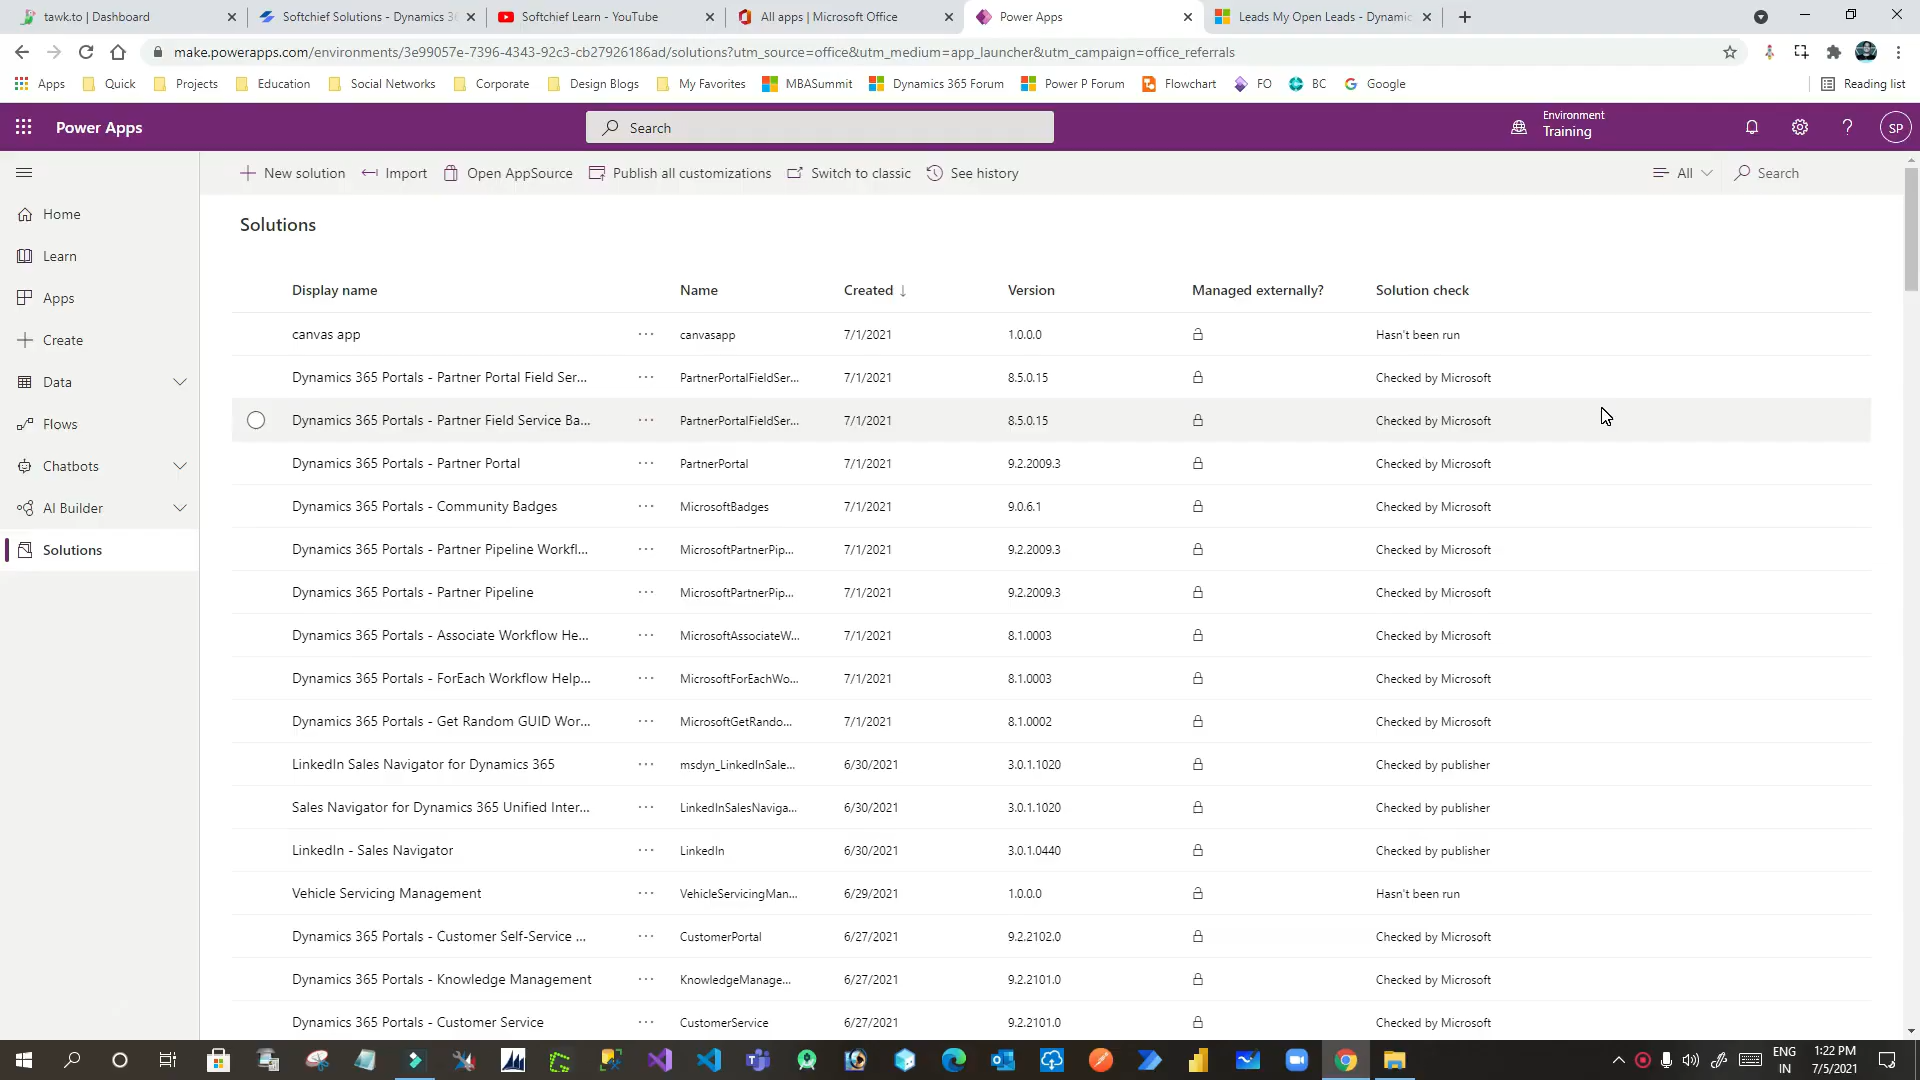 tawk.to | Dashboard
Softchief Solutions - Dynamics 36
Softchief Learn - YouTube
All apps | Microsoft Office
Power Apps
Leads My Open Leads - Dynamic
make.powerapps.com/environments/3e99057e-7396-4343-92c3-cb27926186ad/solutions?utm_source=office&utm_medium=app_launcher&utm_campaign=office_referrals
Apps
Quick
Projects
Education
Social Networks
Corporate
Design Blogs
My Favorites
MBASummit
Dynamics 365 Forum
Power P Forum
Flowchart
FO
BC
Google
Reading list
Power Apps
Search
Environment
Training
SP
New solution
Import
Open AppSource
Publish all customizations
Switch to classic
See history
All
Search
Home
Learn
Apps
Create
Data
Flows
Chatbots
AI Builder
Solutions
Solutions
Display name Name Created ↓ Version Managed externally? Solution check
canvas app ··· canvasapp 7/1/2021 1.0.0.0 Hasn't been run
Dynamics 365 Portals - Partner Portal Field Ser... ··· PartnerPortalFieldSer... 7/1/2021 8.5.0.15 Checked by Microsoft
Dynamics 365 Portals - Partner Field Service Ba... ··· PartnerPortalFieldSer... 7/1/2021 8.5.0.15 Checked by Microsoft
Dynamics 365 Portals - Partner Portal ··· PartnerPortal 7/1/2021 9.2.2009.3 Checked by Microsoft
Dynamics 365 Portals - Community Badges ··· MicrosoftBadges 7/1/2021 9.0.6.1 Checked by Microsoft
Dynamics 365 Portals - Partner Pipeline Workfl... ··· MicrosoftPartnerPip... 7/1/2021 9.2.2009.3 Checked by Microsoft
Dynamics 365 Portals - Partner Pipeline ··· MicrosoftPartnerPip... 7/1/2021 9.2.2009.3 Checked by Microsoft
Dynamics 365 Portals - Associate Workflow He... ··· MicrosoftAssociateW... 7/1/2021 8.1.0003 Checked by Microsoft
Dynamics 365 Portals - ForEach Workflow Help... ··· MicrosoftForEachWo... 7/1/2021 8.1.0003 Checked by Microsoft
Dynamics 365 Portals - Get Random GUID Wor... ··· MicrosoftGetRando... 7/1/2021 8.1.0002 Checked by Microsoft
LinkedIn Sales Navigator for Dynamics 365 ··· msdyn_LinkedInSale... 6/30/2021 3.0.1.1020 Checked by publisher
Sales Navigator for Dynamics 365 Unified Inter... ··· LinkedInSalesNaviga... 6/30/2021 3.0.1.1020 Checked by publisher
LinkedIn - Sales Navigator ··· LinkedIn 6/30/2021 3.0.1.0440 Checked by publisher
Vehicle Servicing Management ··· VehicleServicingMan... 6/29/2021 1.0.0.0 Hasn't been run
Dynamics 365 Portals - Customer Self-Service ... ··· CustomerPortal 6/27/2021 9.2.2102.0 Checked by Microsoft
Dynamics 365 Portals - Knowledge Management ··· KnowledgeManage... 6/27/2021 9.2.2101.0 Checked by Microsoft
Dynamics 365 Portals - Customer Service ··· CustomerService 6/27/2021 9.2.2101.0 Checked by Microsoft
ENG
IN
1:22 PM
7/5/2021